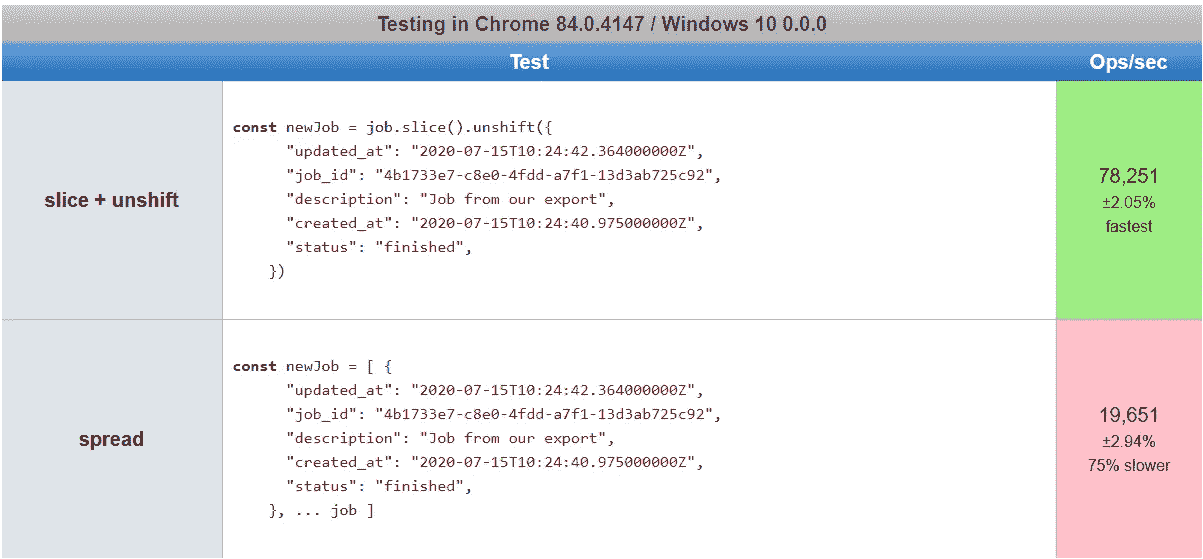 Testing in Chrome 84.0.4147 / Windows 10 0.0.0
Test
Ops/sec
slice + unshift
const newJob = job.slice().unshift({
"updated_at": "2020-07-15T10:24:42.364000000Z",
"job_id": "4b1733e7-c8e0-4fdd-a7f1-13d3ab725c92",
"description": "Job from our export",
"created_at": "2020-07-15T10:24:40.975000000Z",
"status": "finished",
})
78,251
±2.05%
fastest
spread
const newJob = [ {
"updated_at": "2020-07-15T10:24:42.364000000Z",
"job_id": "4b1733e7-c8e0-4fdd-a7f1-13d3ab725c92",
"description": "Job from our export",
"created_at": "2020-07-15T10:24:40.975000000Z",
"status": "finished",
}, ... job ]
19,651
±2.94%
75% slower